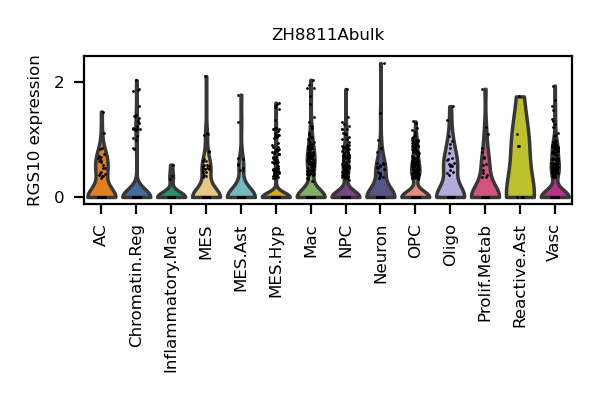 ZH8811Abulk
RGS10 expression
2
0
AC
Chromatin.Reg
Inflammatory.Mac
MES
MES.Ast
MES.Hyp
Mac
NPC
Neuron
OPC
Oligo
Prolif.Metab
Reactive.Ast
Vasc